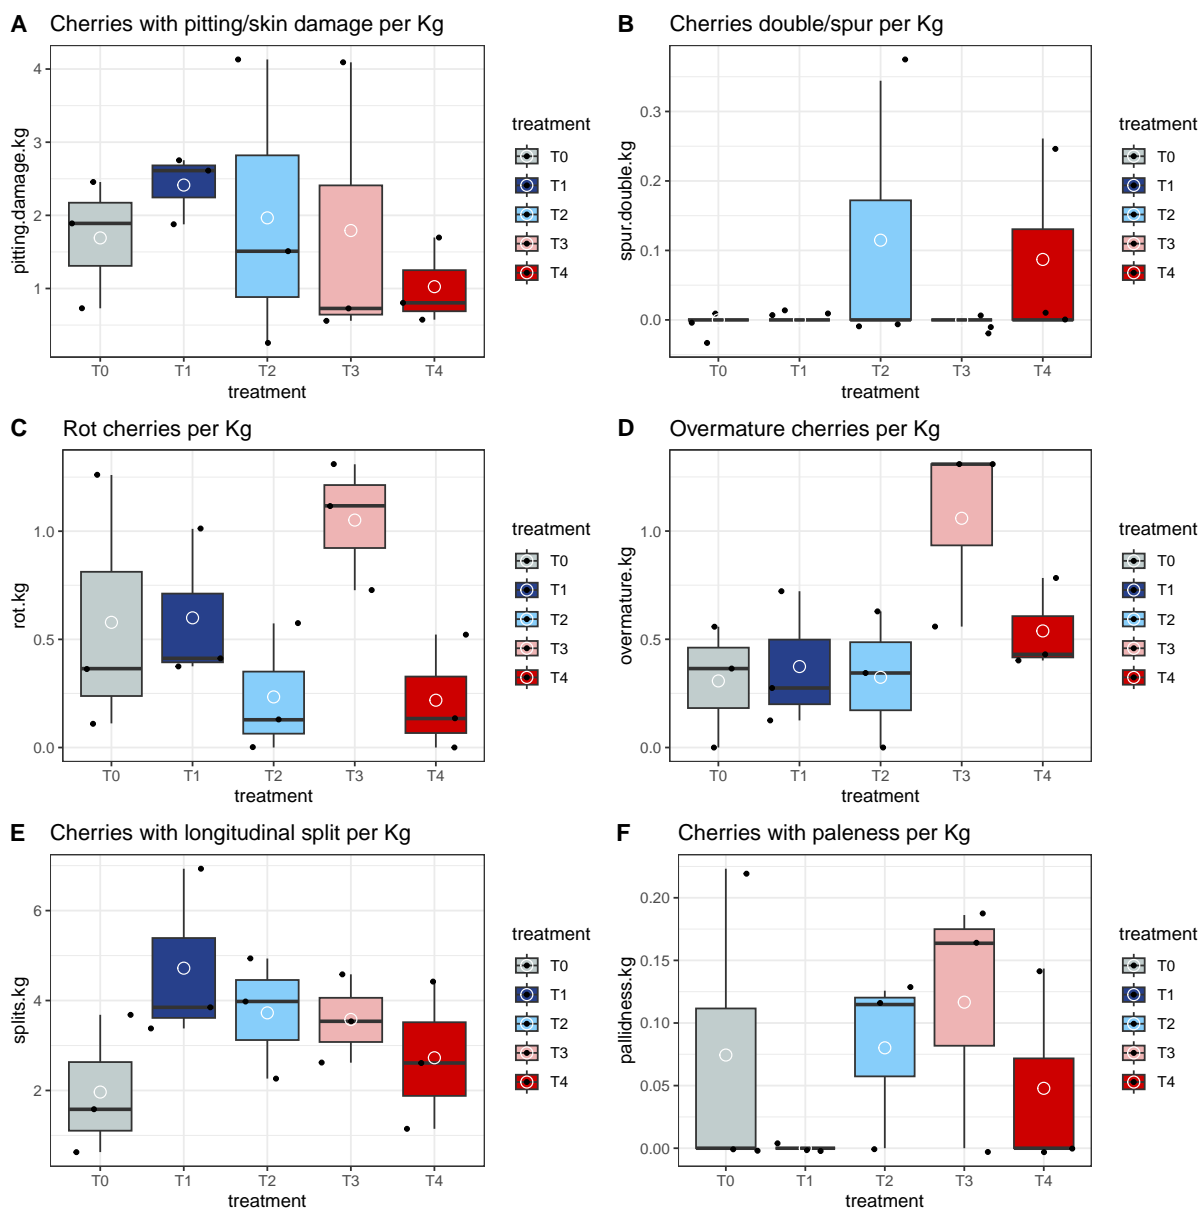 A Cherries with pitting/skin damage per Kg
4
3
2
1
pitting.damage.kg
T0 T1 T2 T3 T4
treatment
treatment
T0
T1
T2
T3
T4
B Cherries double/spur per Kg
0.3
0.2
0.1
0.0
spur.double.kg
T0 T1 T2 T3 T4
treatment
treatment
T0
T1
T2
T3
T4
C Rot cherries per Kg
1.0
0.5
0.0
rot.kg
T0 T1 T2 T3 T4
treatment
treatment
T0
T1
T2
T3
T4
D Overmature cherries per Kg
1.0
0.5
0.0
overmature.kg
T0 T1 T2 T3 T4
treatment
treatment
T0
T1
T2
T3
T4
E Cherries with longitudinal split per Kg
6
4
2
splits.kg
T0 T1 T2 T3 T4
treatment
treatment
T0
T1
T2
T3
T4
F Cherries with paleness per Kg
0.20
0.15
0.10
0.05
0.00
pallidness.kg
T0 T1 T2 T3 T4
treatment
treatment
T0
T1
T2
T3
T4